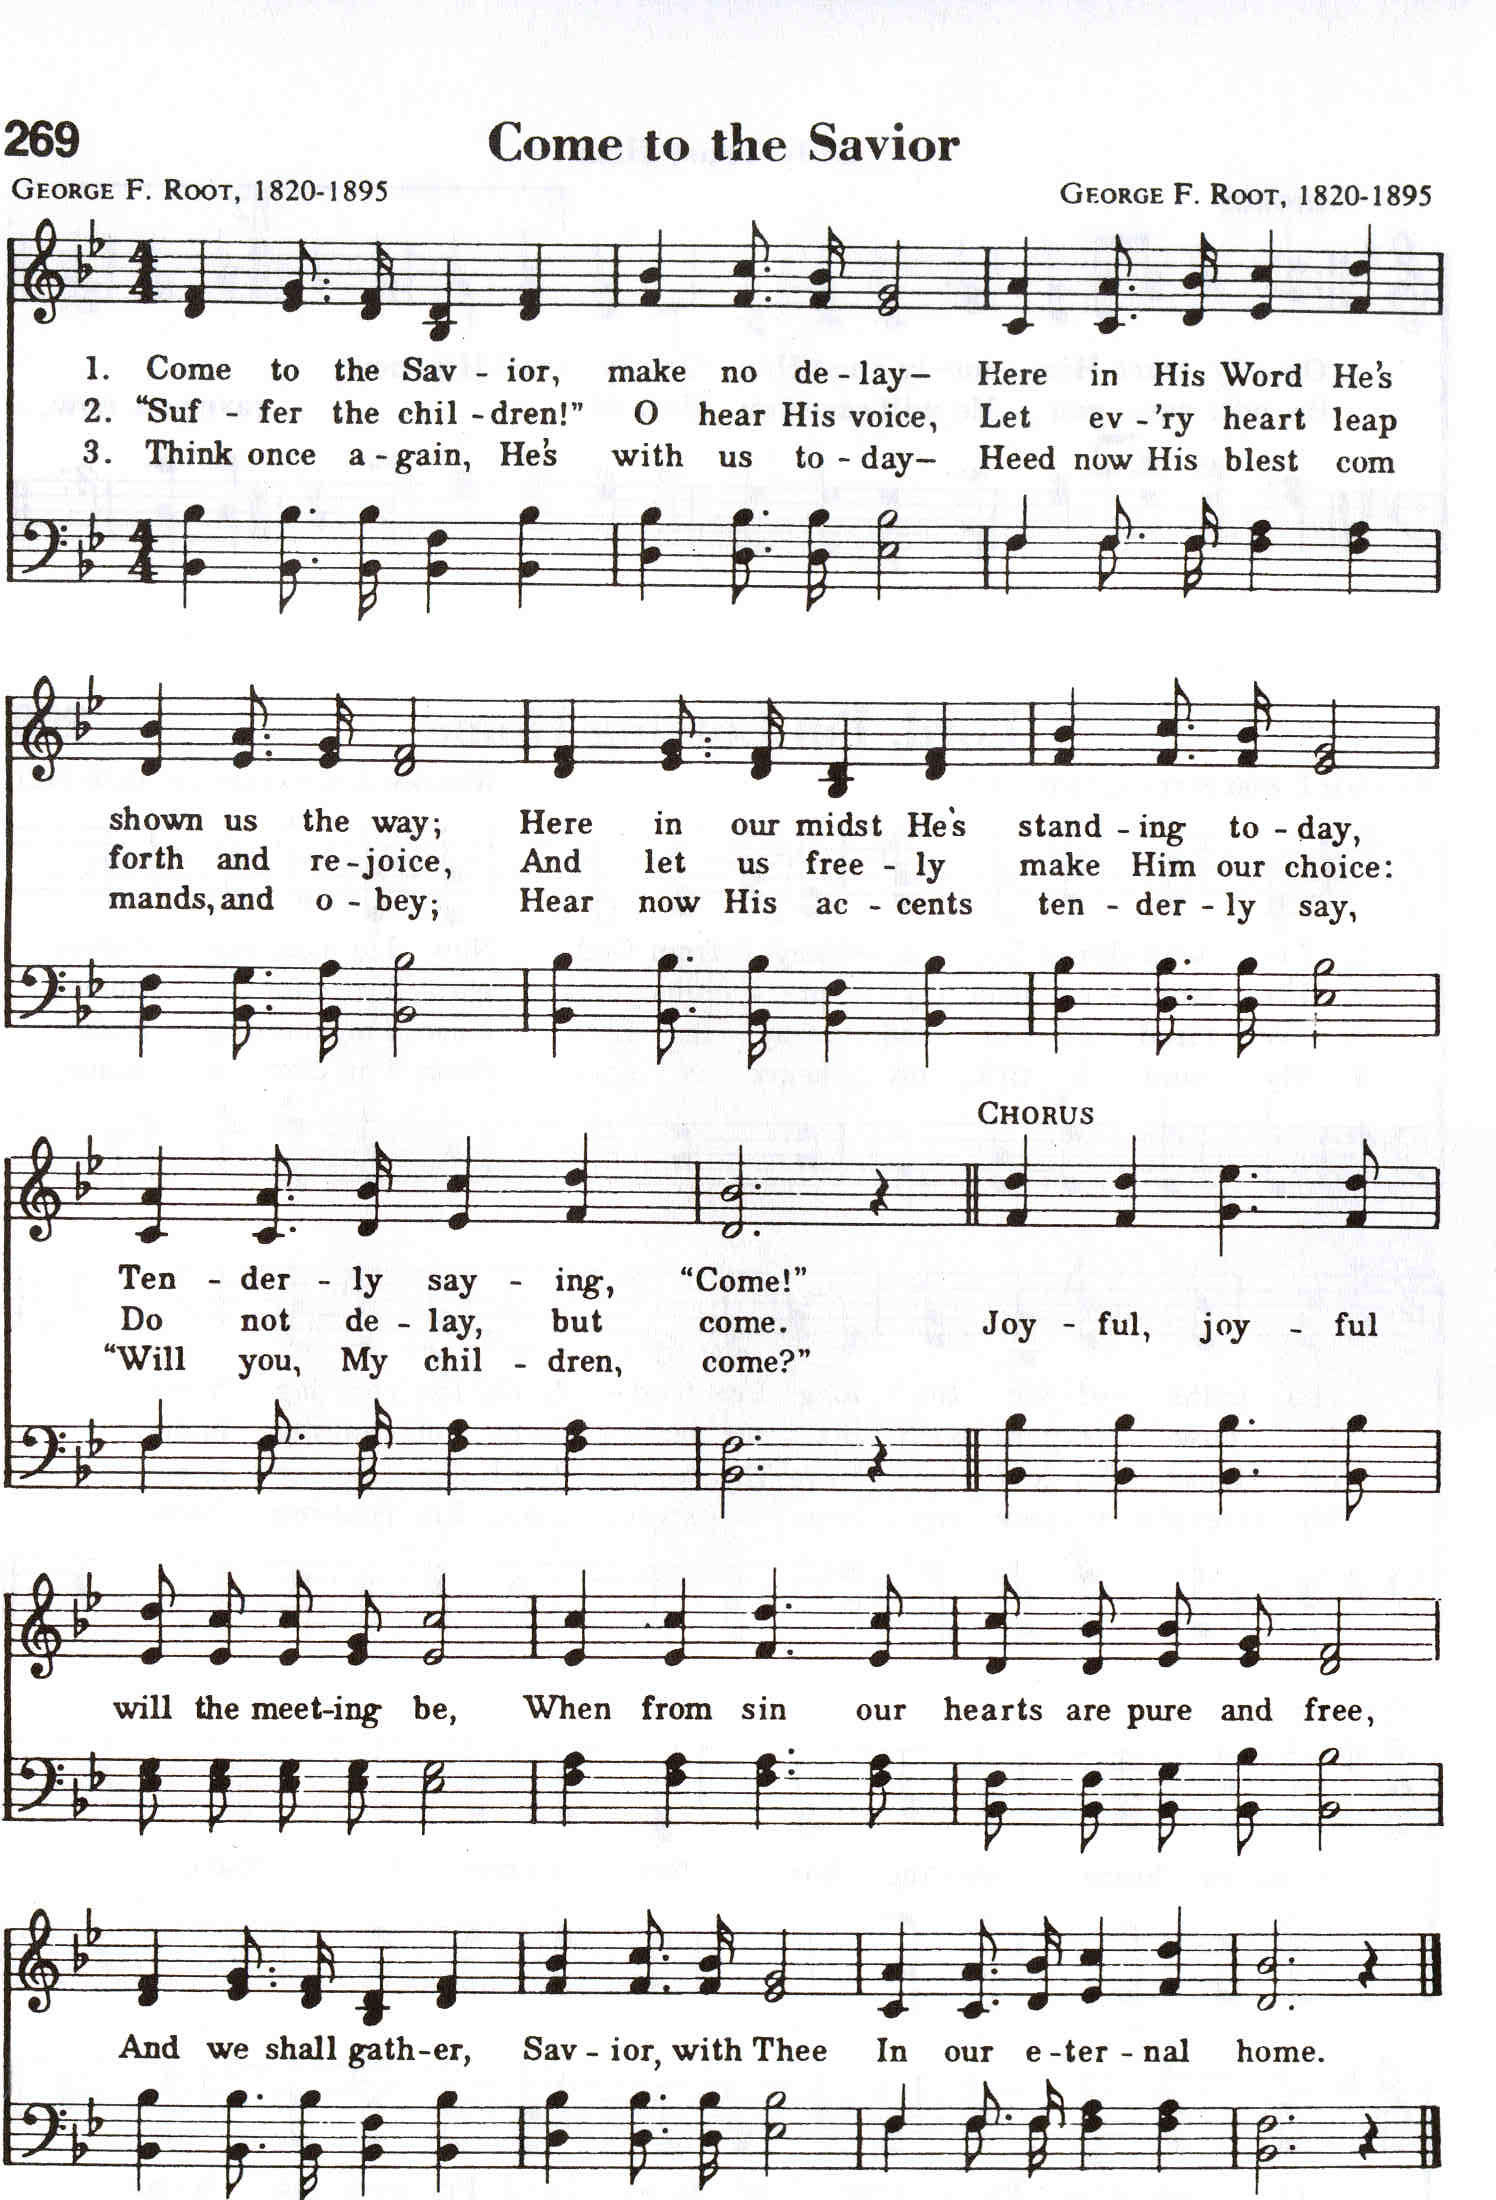 269
Come to the Savior
GEORGE F. ROOT, 1820-1895
GEORGE F. ROOT, 1820-1895
1. Come to the Sav - ior, make no de - lay— Here in His Word He's
2. “Suf - fer the chil - dren!” O hear His voice, Let ev - 'ry heart leap
3. Think once a - gain, He's with us to - day— Heed now His blest com
shown us the way; Here in our midst He's stand - ing to - day,
forth and re - joice, And let us free - ly make Him our choice:
mands, and o - bey; Hear now His ac - cents ten - der - ly say,
CHORUS
Ten - der - ly say - ing, “Come!”
Do not de - lay, but come. Joy - ful, joy - ful
“Will you, My chil - dren, come?”
will the meet-ing be, When from sin our hearts are pure and free,
And we shall gath-er, Sav - ior, with Thee In our e - ter - nal home.